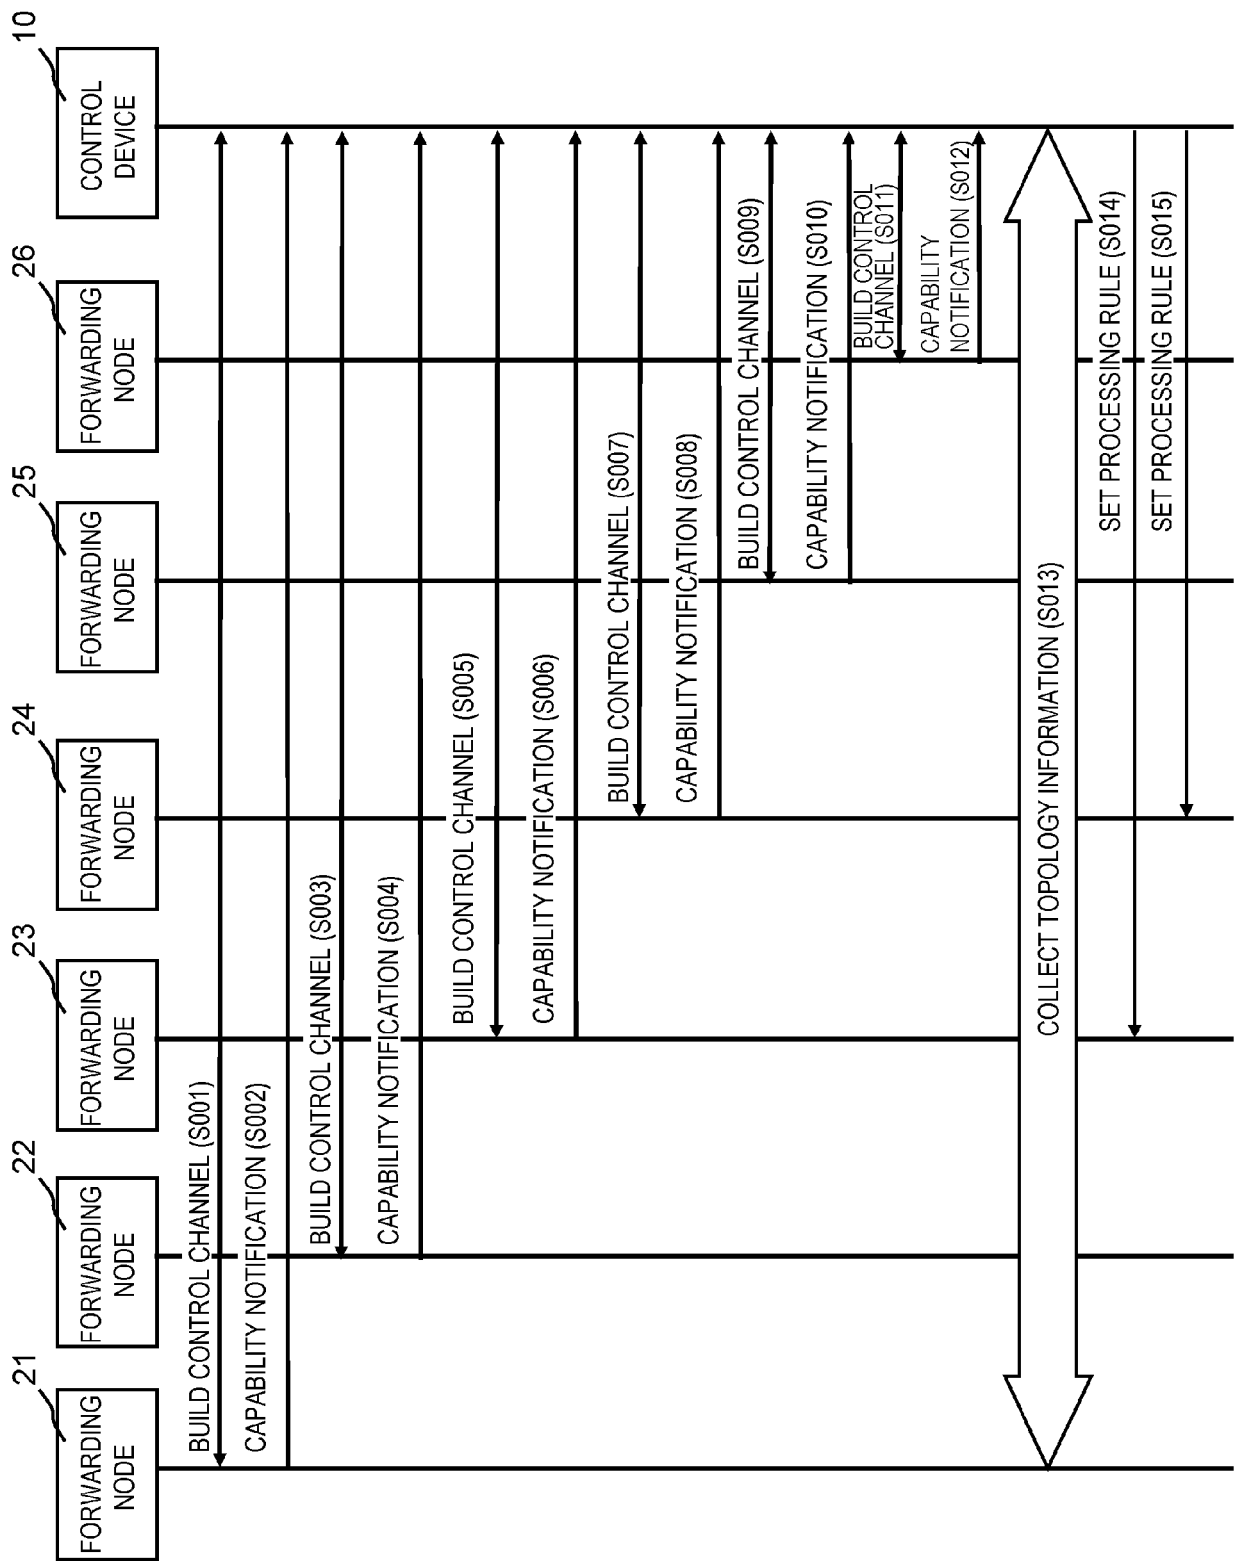 21
FORWARDING
NODE
22
FORWARDING
NODE
23
FORWARDING
NODE
24
FORWARDING
NODE
25
FORWARDING
NODE
26
FORWARDING
NODE
10
CONTROL
DEVICE
BUILD CONTROL CHANNEL (S001)
CAPABILITY NOTIFICATION (S002)
BUILD CONTROL CHANNEL (S003)
CAPABILITY NOTIFICATION (S004)
BUILD CONTROL CHANNEL (S005)
CAPABILITY NOTIFICATION (S006)
BUILD CONTROL CHANNEL (S007)
CAPABILITY NOTIFICATION (S008)
BUILD CONTROL CHANNEL (S009)
CAPABILITY NOTIFICATION (S010)
BUILD CONTROL
CHANNEL (S011)
CAPABILITY
NOTIFICATION (S012)
COLLECT TOPOLOGY INFORMATION (S013)
SET PROCESSING RULE (S014)
SET PROCESSING RULE (S015)